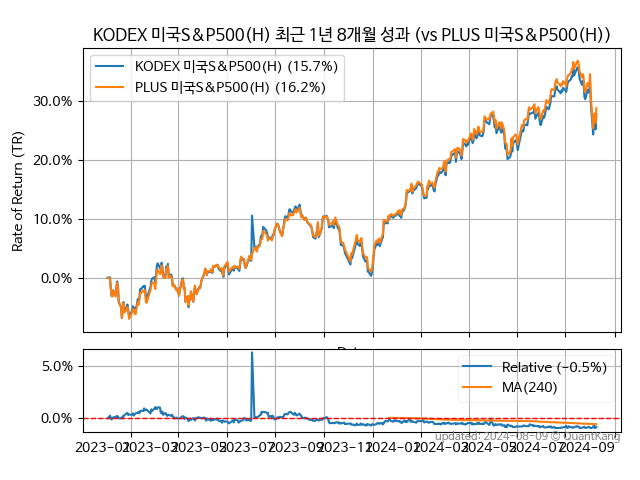 KODEX 미국S&P500(H) 최근 1년 8개월 성과 (vs PLUS 미국S&P500(H))
KODEX 미국S&P500(H) (15.7%)
PLUS 미국S&P500(H) (16.2%)
Rate of Return (TR)
30.0%
20.0%
10.0%
0.0%
5.0%
0.0%
Relative (-0.5%)
MA(240)
updated: 2024-08-09 © QuantKang
2023-01 2023-03 2023-05 2023-07 2023-09 2023-11 2024-01 2024-03 2024-05 2024-07 2024-09